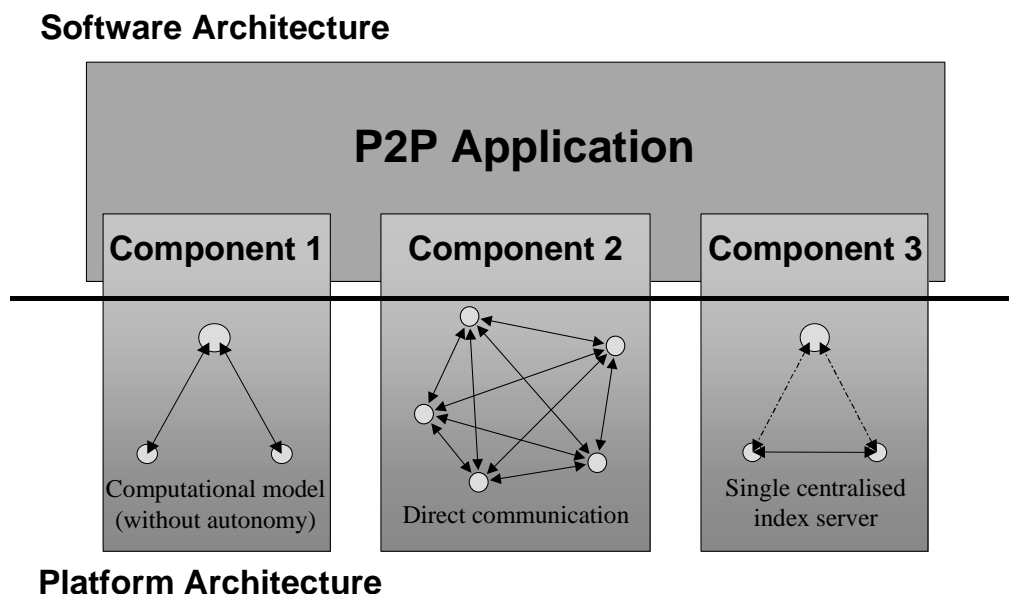 Software Architecture
P2P Application
Component 1
Component 2
Component 3
Computational model
(without autonomy)
Direct communication
Single centralised
index server
Platform Architecture